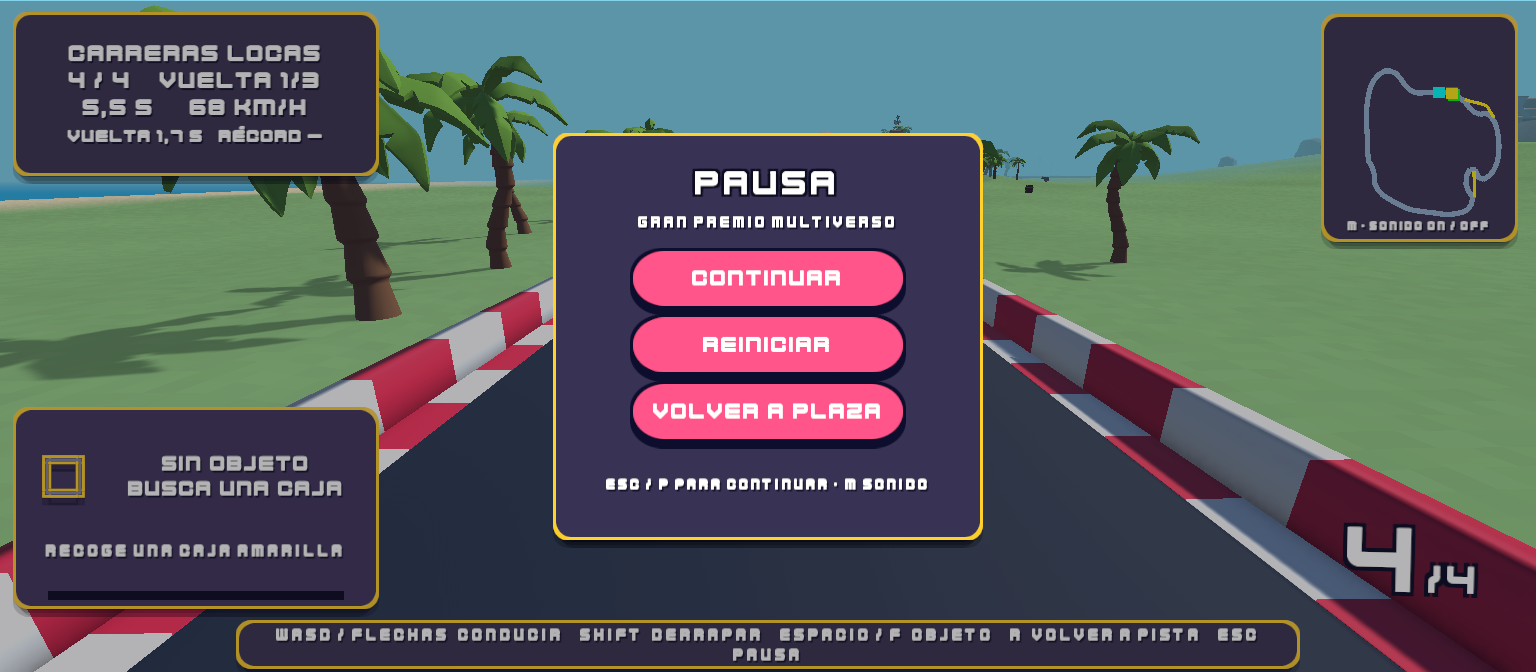 CARRERAS LOCAS
4 / 4 VUELTA 1/3
5,5 S 68 KM/H
VUELTA 1,7 S RÉCORD —
M · SONIDO ON / OFF
PAUSA
GRAN PREMIO MULTIVERSO
CONTINUAR
REINICIAR
VOLVER A PLAZA
ESC / P PARA CONTINUAR · M SONIDO
SIN OBJETO
BUSCA UNA CAJA
RECOGE UNA CAJA AMARILLA
4/4
WASD / FLECHAS CONDUCIR SHIFT DERRAPAR ESPACIO / F OBJETO R VOLVER A PISTA ESC
PAUSA